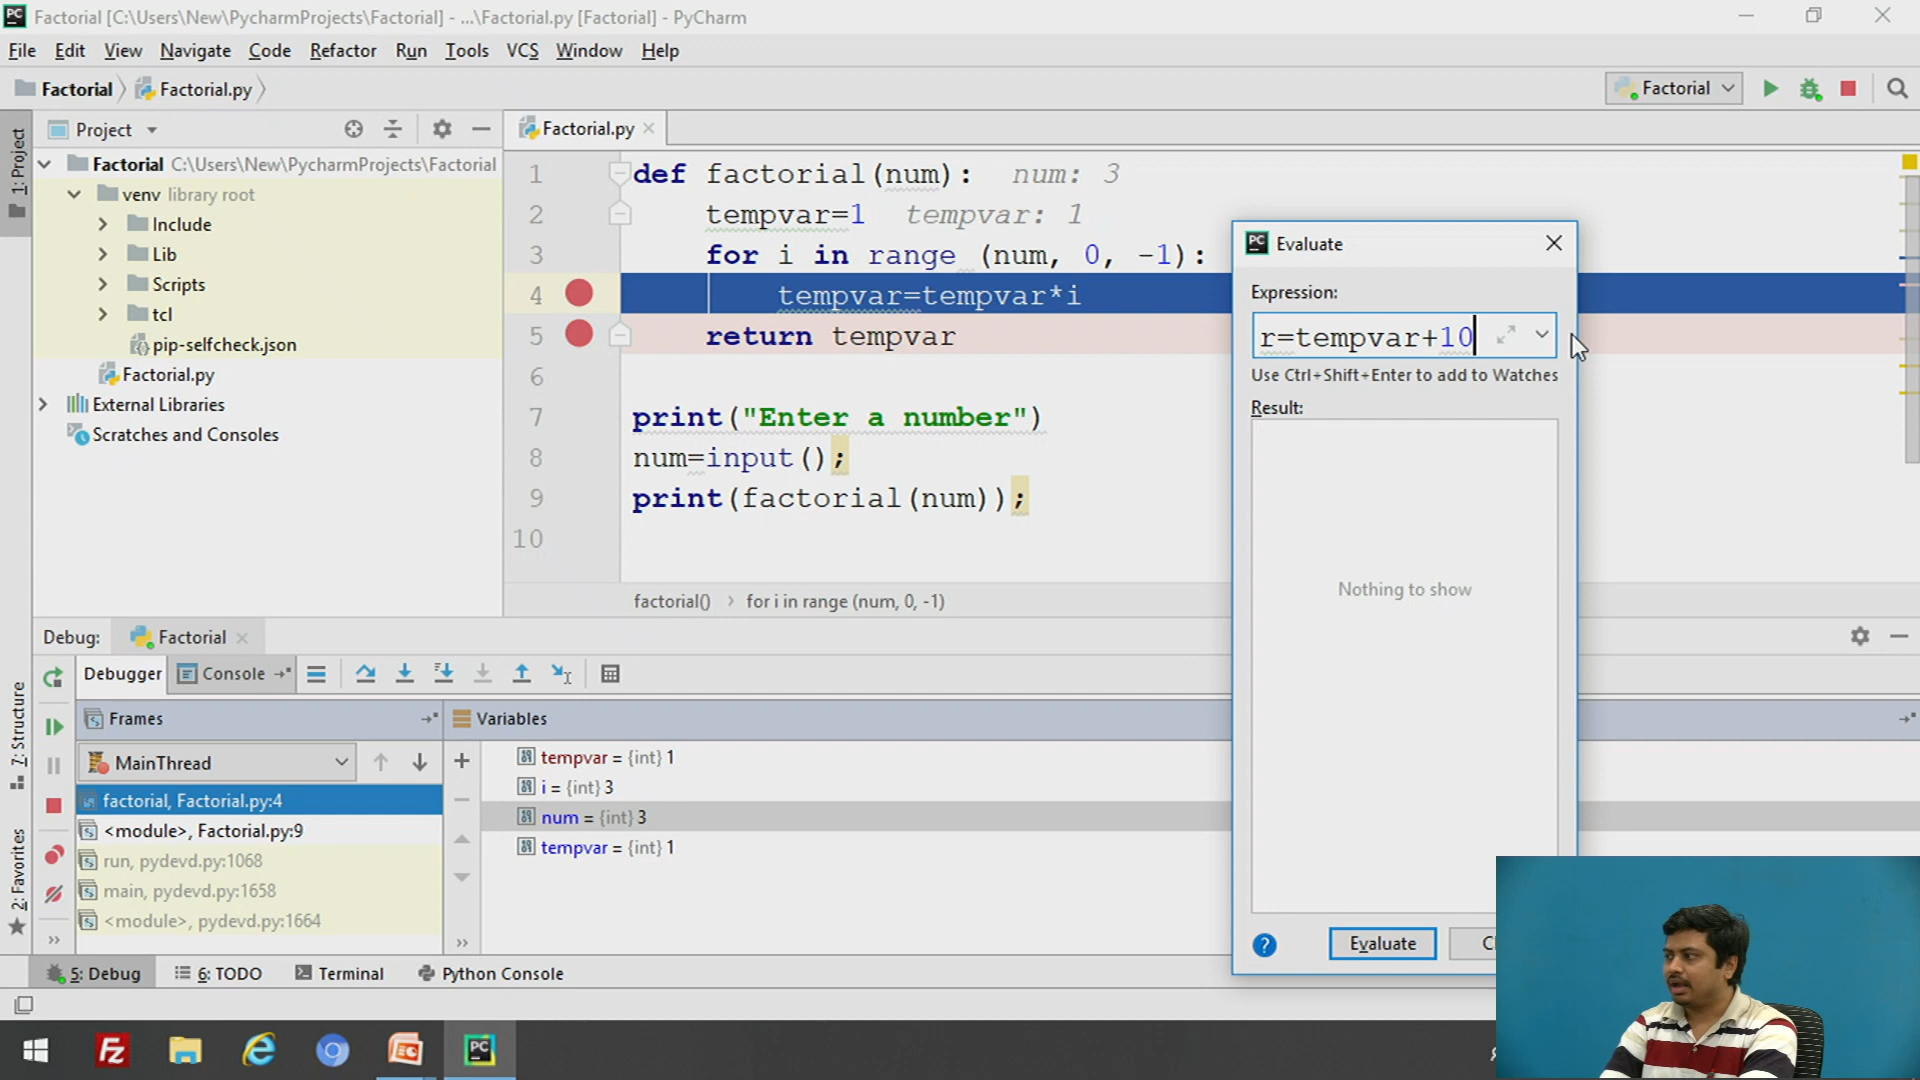 Factorial [C:\Users\New\PycharmProjects\Factorial] - ...\Factorial.py [Factorial] - PyCharm
File Edit View Navigate Code Refactor Run Tools VCS Window Help
Factorial Factorial.py
Factorial
Project
Factorial.py
1: Project
Factorial C:\Users\New\PycharmProjects\Factorial
venv library root
Include
Lib
Scripts
tcl
pip-selfcheck.json
Factorial.py
External Libraries
Scratches and Consoles
1 def factorial(num): num: 3
2 tempvar=1 tempvar: 1
3 for i in range (num, 0, -1):
4 tempvar=tempvar*i
5 return tempvar
6
7 print("Enter a number")
8 num=input();
9 print(factorial(num));
10
factorial() › for i in range (num, 0, -1)
PC Evaluate
Expression:
r=tempvar+10
Use Ctrl+Shift+Enter to add to Watches
Result:
Nothing to show
? Evaluate Cl
Debug: Factorial
Debugger Console
Frames
Variables
MainThread
factorial, Factorial.py:4
<module>, Factorial.py:9
run, pydevd.py:1068
main, pydevd.py:1658
<module>, pydevd.py:1664
tempvar = {int} 1
i = {int} 3
num = {int} 3
tempvar = {int} 1
7: Structure
2: Favorites
5: Debug 6: TODO Terminal Python Console
Fz
PC